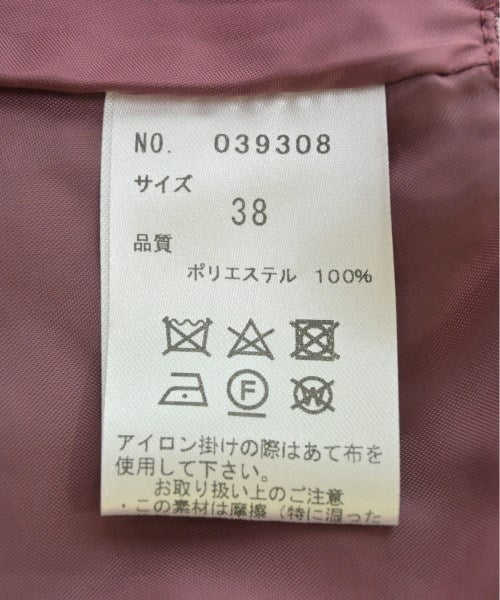 NO. 039308
サイズ
38
品質
ポリエステル 100%
F
W
アイロン掛けの際はあて布を
使用して下さい。
お取り扱い上のご注意
・この素材は摩擦（特に湿った